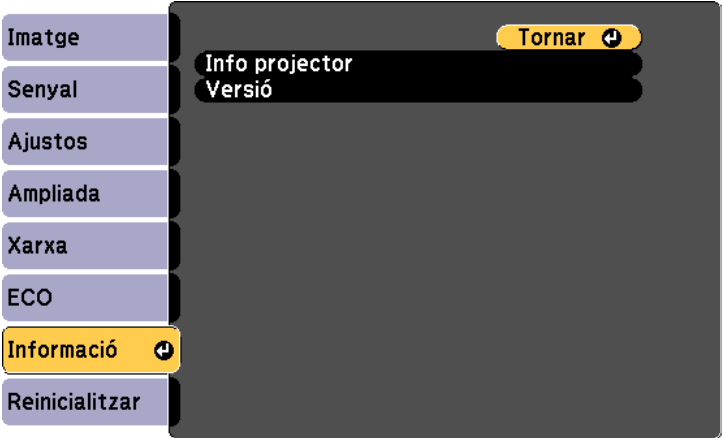 Imatge
Senyal
Ajustos
Ampliada
Xarxa
ECO
Informació
Reinicialitzar
Tornar
Info projector
Versió